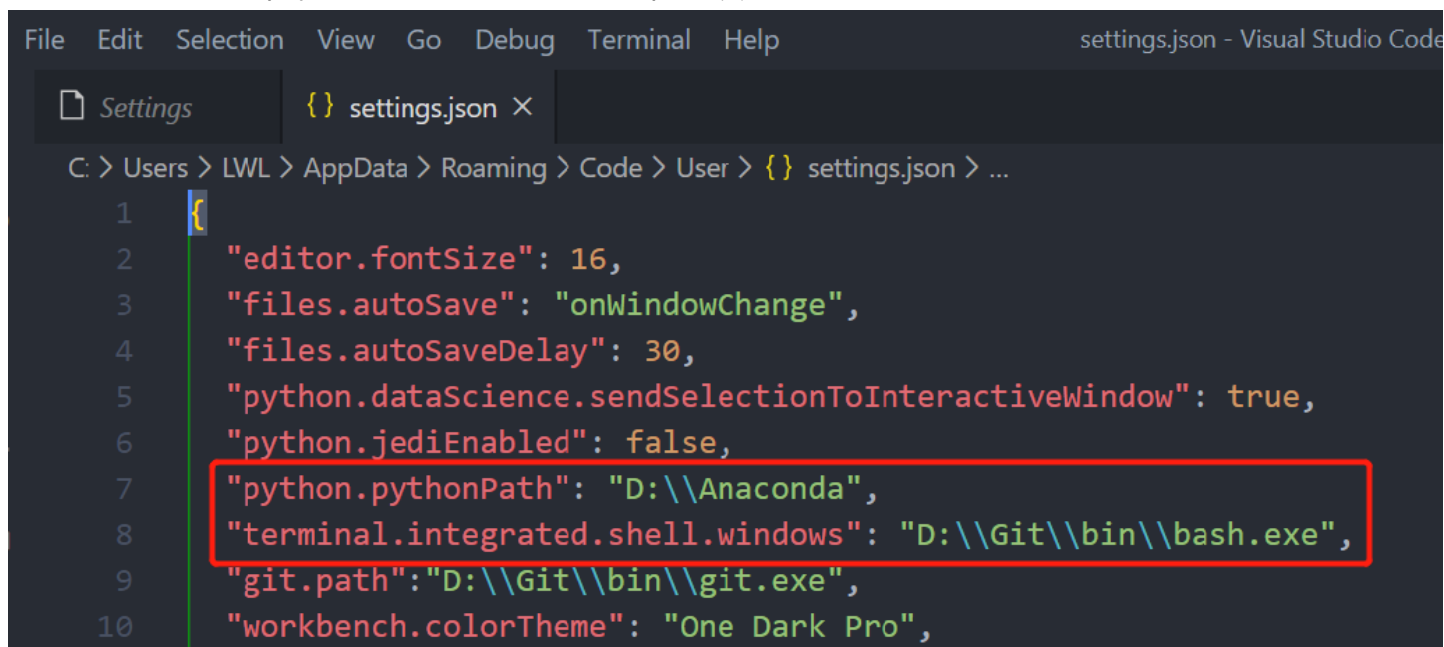 File Edit Selection View Go Debug Terminal Help settings.json - Visual Studio Code
Settings {} settings.json ×
C: > Users > LWL > AppData > Roaming > Code > User > {} settings.json > ...
1 {
2 "editor.fontSize": 16,
3 "files.autoSave": "onWindowChange",
4 "files.autoSaveDelay": 30,
5 "python.dataScience.sendSelectionToInteractiveWindow": true,
6 "python.jediEnabled": false,
7 "python.pythonPath": "D:\\Anaconda",
8 "terminal.integrated.shell.windows": "D:\\Git\\bin\\bash.exe",
9 "git.path":"D:\\Git\\bin\\git.exe",
10 "workbench.colorTheme": "One Dark Pro",